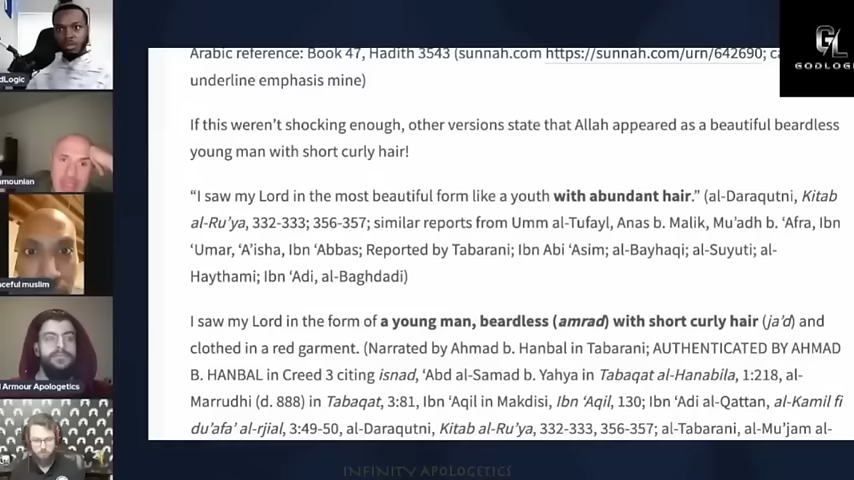 Arabic reference: Book 47, Hadith 3543 (sunnah.com https://sunnah.com/urn/642690;
underline emphasis mine)
If this weren’t shocking enough, other versions state that Allah appeared as a beautiful beardless
young man with short curly hair!
“I saw my Lord in the most beautiful form like a youth with abundant hair.” (al-Daraqutni, Kitab
al-Ru’ya, 332-333; 356-357; similar reports from Umm al-Tufayl, Anas b. Malik, Mu’adh b. ‘Afra, Ibn
‘Umar, ‘A’isha, Ibn ‘Abbas; Reported by Tabarani; Ibn Abi ‘Asim; al-Bayhaqi; al-Suyuti; al-
Haythami; Ibn ‘Adi, al-Baghdadi)
I saw my Lord in the form of a young man, beardless (amrad) with short curly hair (ja’d) and
clothed in a red garment. (Narrated by Ahmad b. Hanbal in Tabarani; AUTHENTICATED BY AHMAD
B. HANBAL in Creed 3 citing isnad, ‘Abd al-Samad b. Yahya in Tabaqat al-Hanabila, 1:218, al-
Marrudhi (d. 888) in Tabaqat, 3:81, Ibn ‘Aqil in Makdisi, Ibn ‘Aqil, 130; Ibn ‘Adi al-Qattan, al-Kamil fi
du’afa’ al-rjial, 3:49-50, al-Daraqutni, Kitab al-Ru’ya, 332-333, 356-357; al-Tabarani, al-Mu’jam al-
GL
GODLOGIC
dLogic
mounian
ceful muslim
Armour Apologetics
INFINITY APOLOGETICS